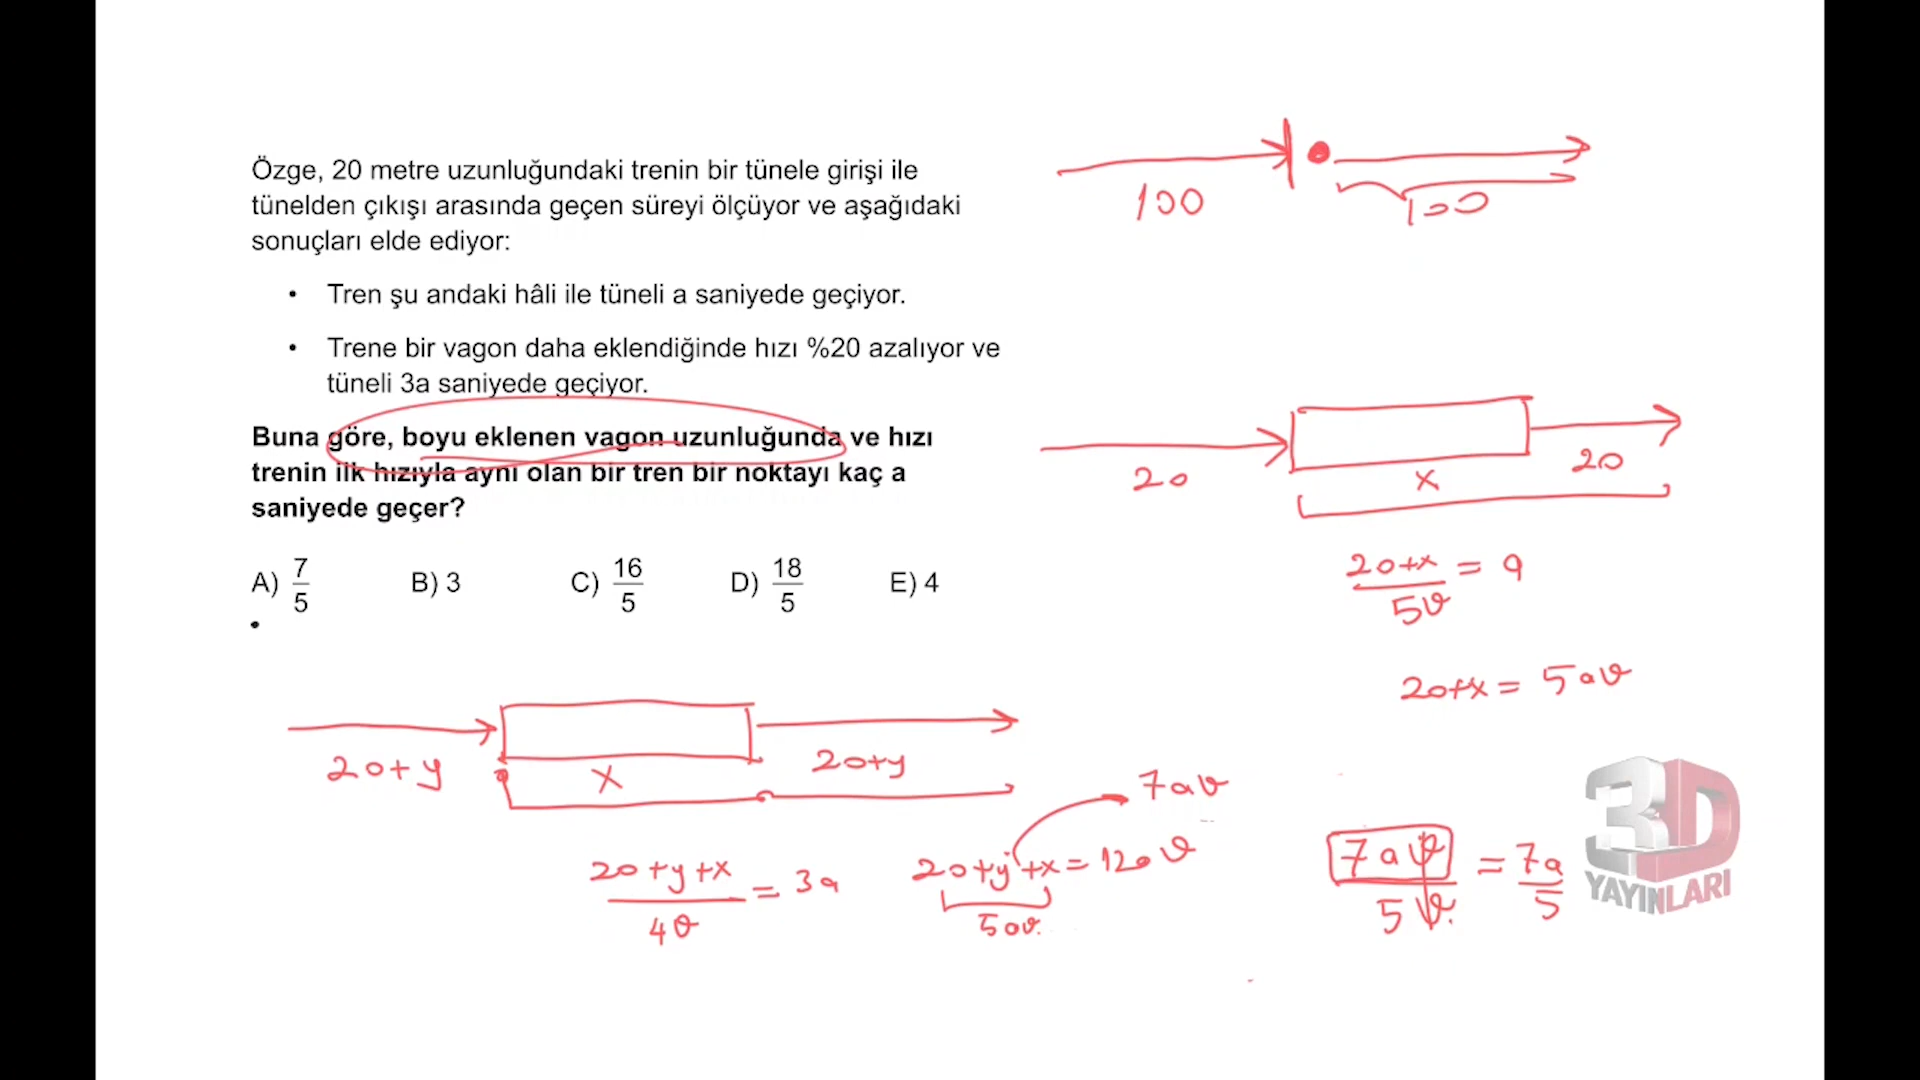 Özge, 20 metre uzunluğundaki trenin bir tünele girişi ile
tünelden çıkışı arasında geçen süreyi ölçüyor ve aşağıdaki
sonuçları elde ediyor:
• Tren şu andaki hâli ile tüneli a saniyede geçiyor.
• Trene bir vagon daha eklendiğinde hızı %20 azalıyor ve
tüneli 3a saniyede geçiyor.
Buna göre, boyu eklenen vagon uzunluğunda ve hızı
trenin ilk hızıyla aynı olan bir tren bir noktayı kaç a
saniyede geçer?
A) 7/5 B) 3 C) 16/5 D) 18/5 E) 4
100 100
20 x 20
20+x / 5v = a
20+x = 5av
20+y x 20+y
20+y+x / 4v = 3a
20+y+x = 12av
5av.
7av
7av / 5v. = 7a / 5
3D
YAYINLARI